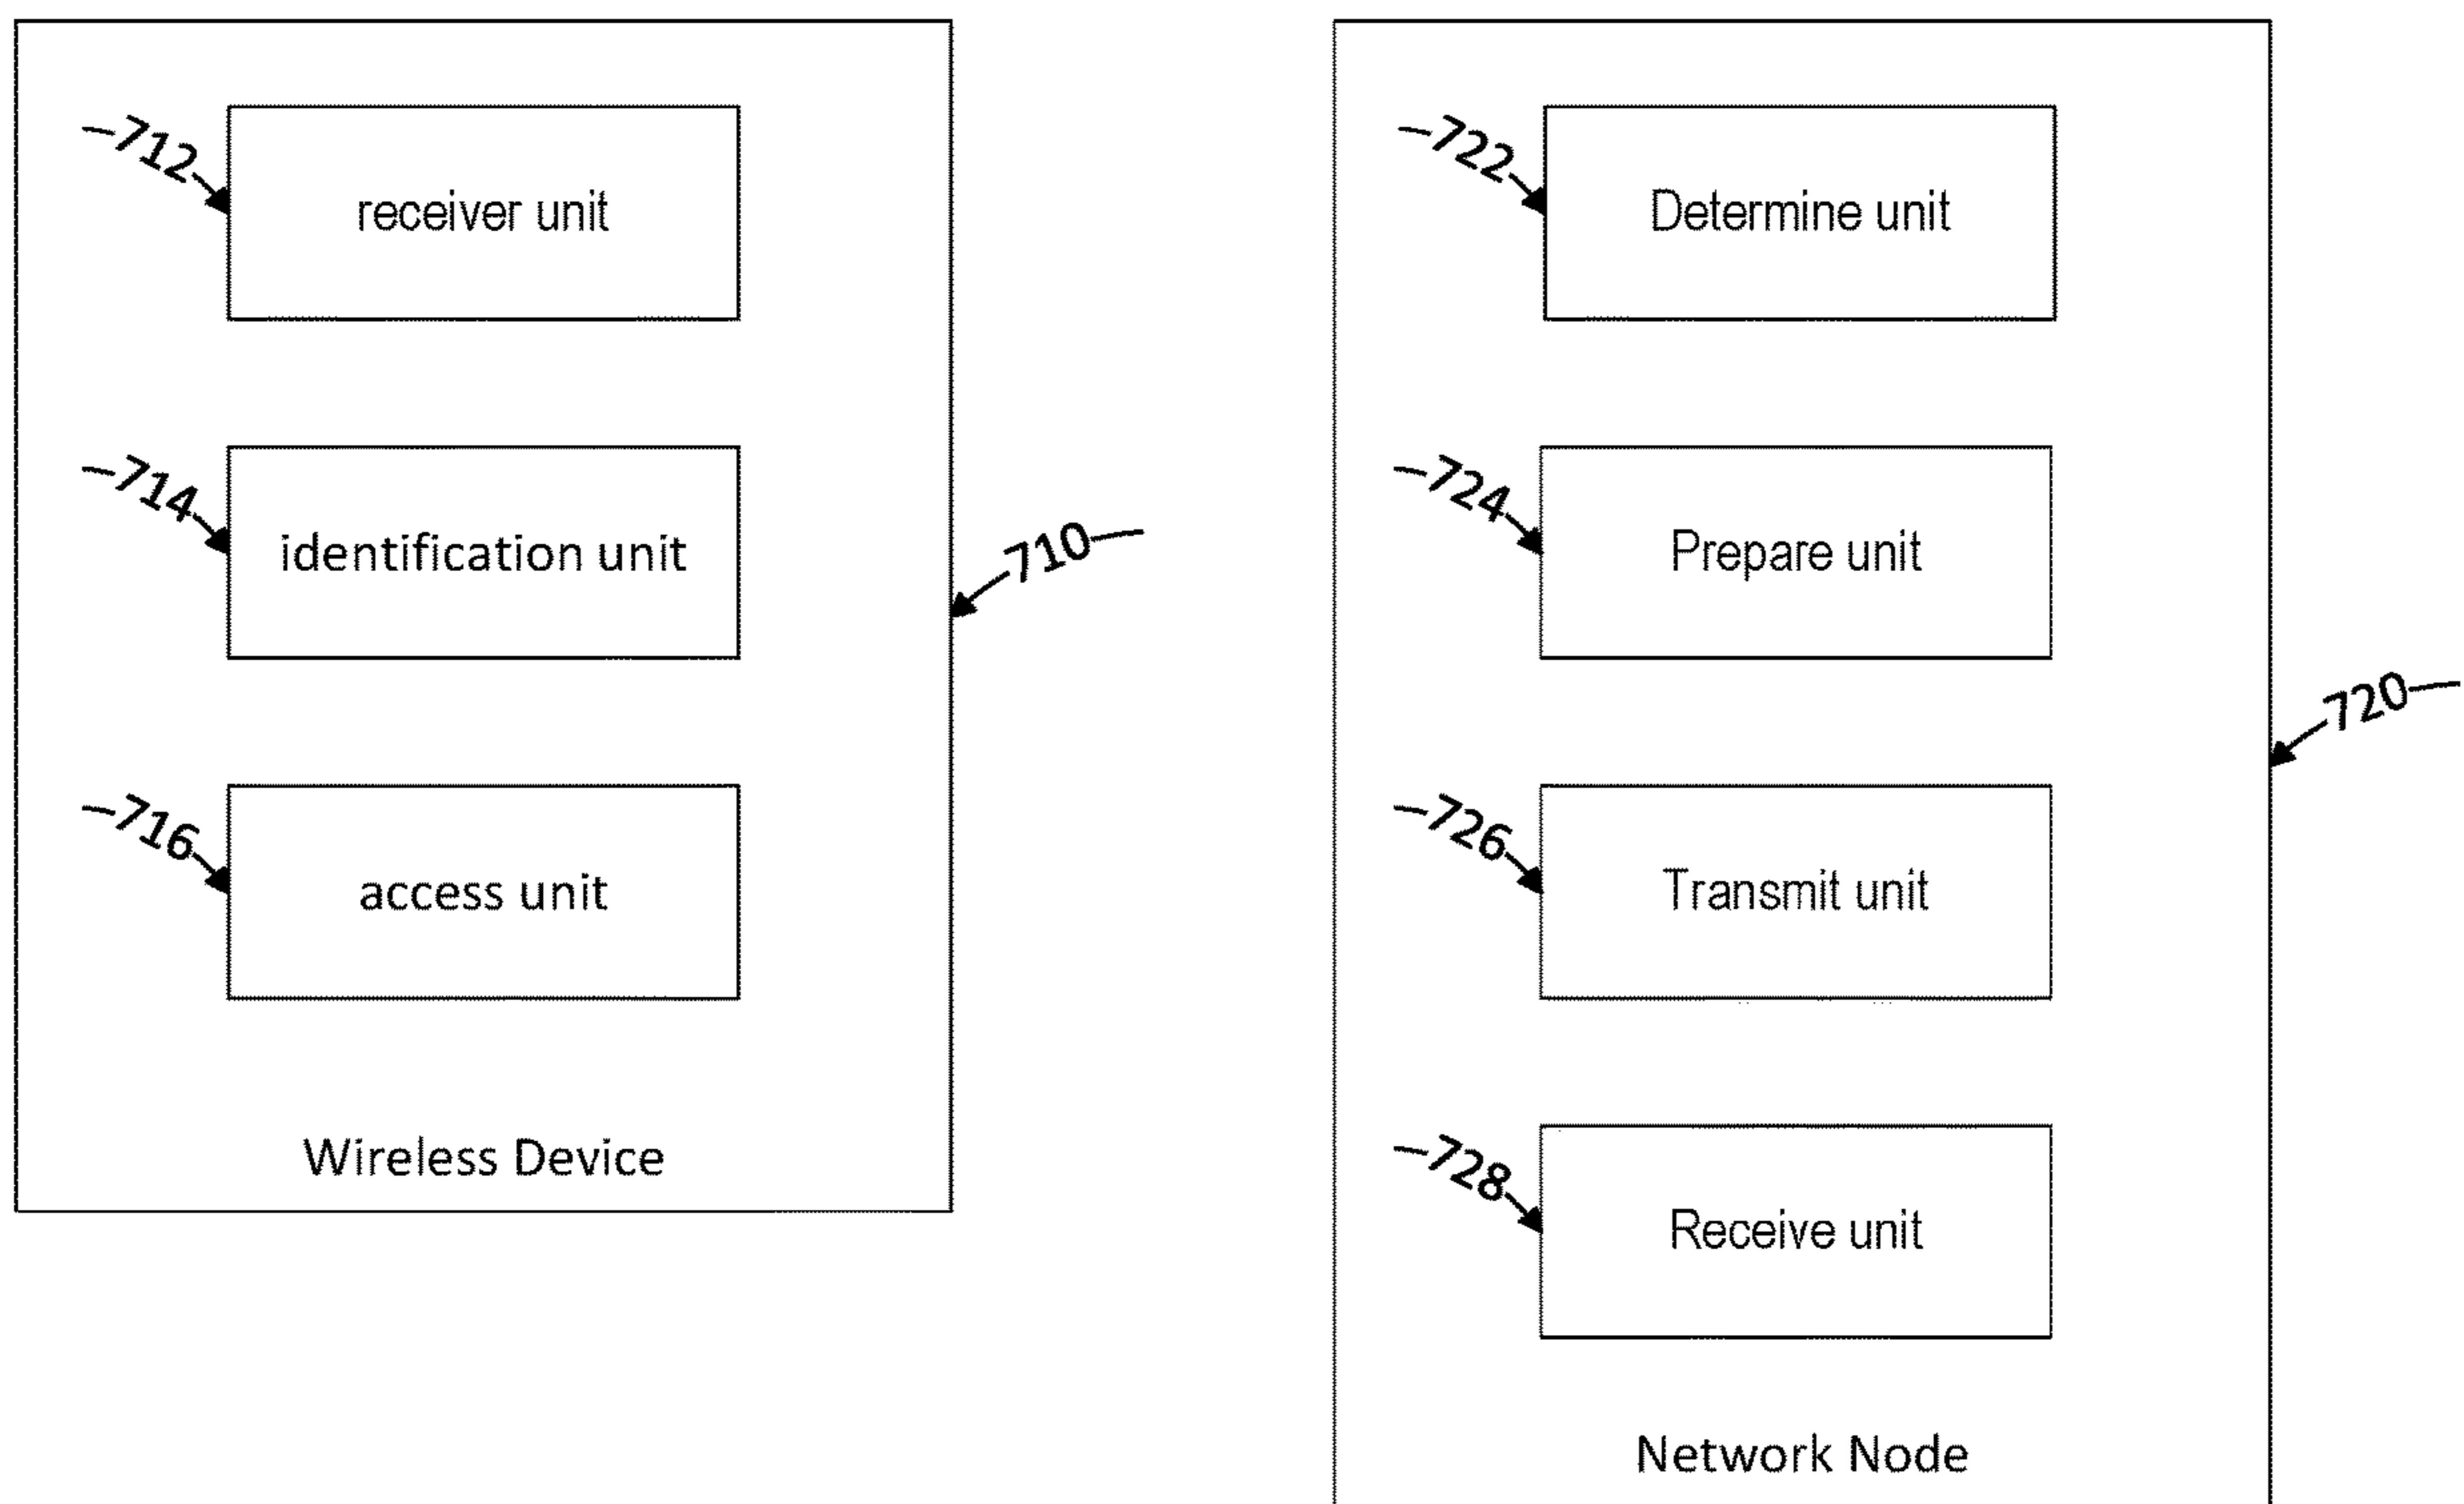 712
receiver unit
714
identification unit
710
716
access unit
Wireless Device
722
Determine unit
724
Prepare unit
720
726
Transmit unit
728
Receive unit
Network Node